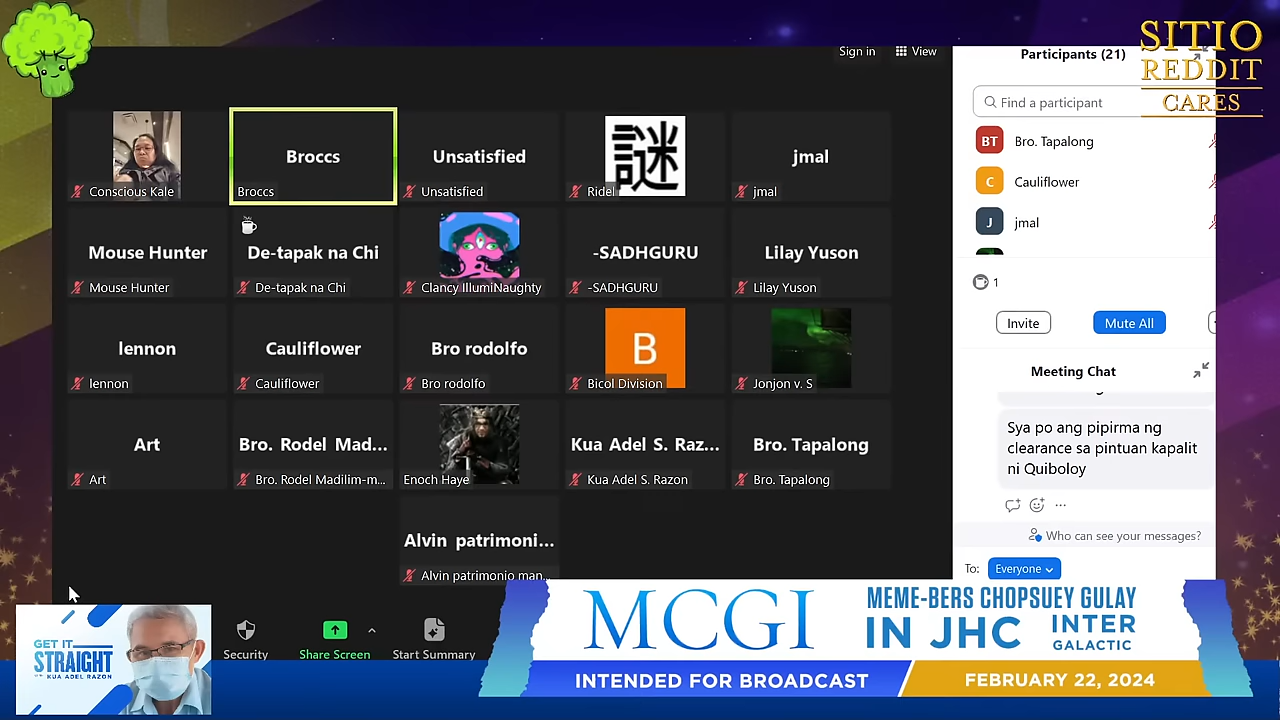 SITIO
REDDIT
CARES
Sign in
View
Participants (21)
Find a participant
BT
Bro. Tapalong
C
Cauliflower
J
jmal
1
Invite
Mute All
Meeting Chat
Sya po ang pipirma ng
clearance sa pintuan kapalit
ni Quiboloy
Who can see your messages?
To:
Everyone
Conscious Kale
Broccs
Broccs
Unsatisfied
Unsatisfied
謎
Ridel
jmal
jmal
Mouse Hunter
Mouse Hunter
De-tapak na Chi
De-tapak na Chi
Clancy IllumiNaughty
-SADHGURU
-SADHGURU
Lilay Yuson
Lilay Yuson
lennon
lennon
Cauliflower
Cauliflower
Bro rodolfo
Bro rodolfo
B
Bicol Division
Jonjon v. S
Art
Art
Bro. Rodel Mad...
Bro. Rodel Madilim-m...
Enoch Haye
Kua Adel S. Raz...
Kua Adel S. Razon
Bro. Tapalong
Bro. Tapalong
Alvin patrimoni...
Alvin patrimonio man...
Security
Share Screen
Start Summary
GET IT
STRAIGHT
KUA ADEL RAZON
MCGI
MEME-BERS CHOPSUEY GULAY
IN JHC
INTER
GALACTIC
INTENDED FOR BROADCAST
FEBRUARY 22, 2024